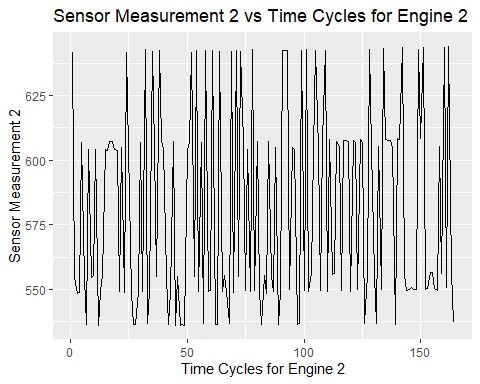 Sensor Measurement 2 vs Time Cycles for Engine 2
Sensor Measurement 2
625
600
575
550
0
50
100
150
Time Cycles for Engine 2